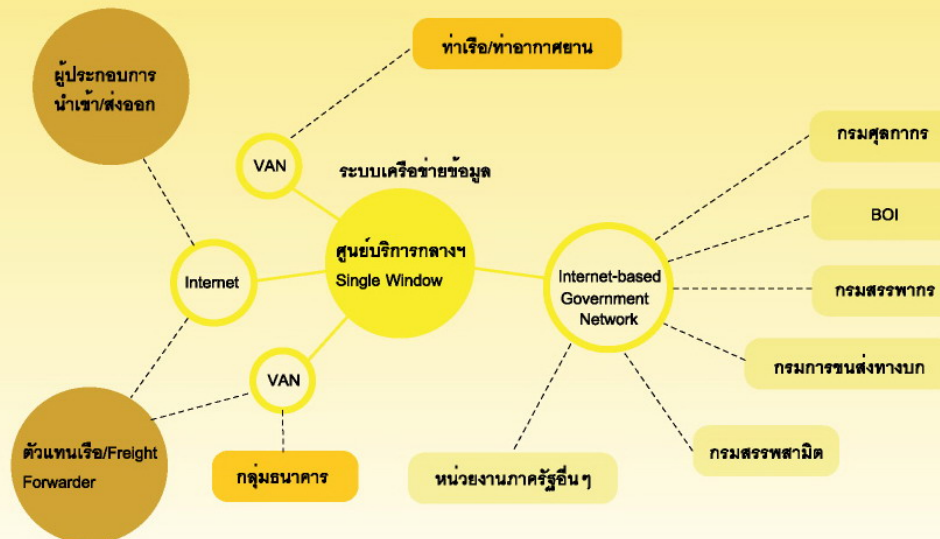 ท่าเรือ/ท่าอากาศยาน
ผู้ประกอบการ
นำเข้า/ส่งออก
VAN
ระบบเครือข่ายข้อมูล
กรมศุลกากร
BOI
ศูนย์บริการกลางฯ
Single Window
Internet
Internet-based
Government
Network
กรมสรรพากร
กรมการขนส่งทางบก
VAN
ตัวแทนเรือ/Freight
Forwarder
กลุ่มธนาคาร
หน่วยงานภาครัฐอื่นๆ
กรมสรรพสามิต